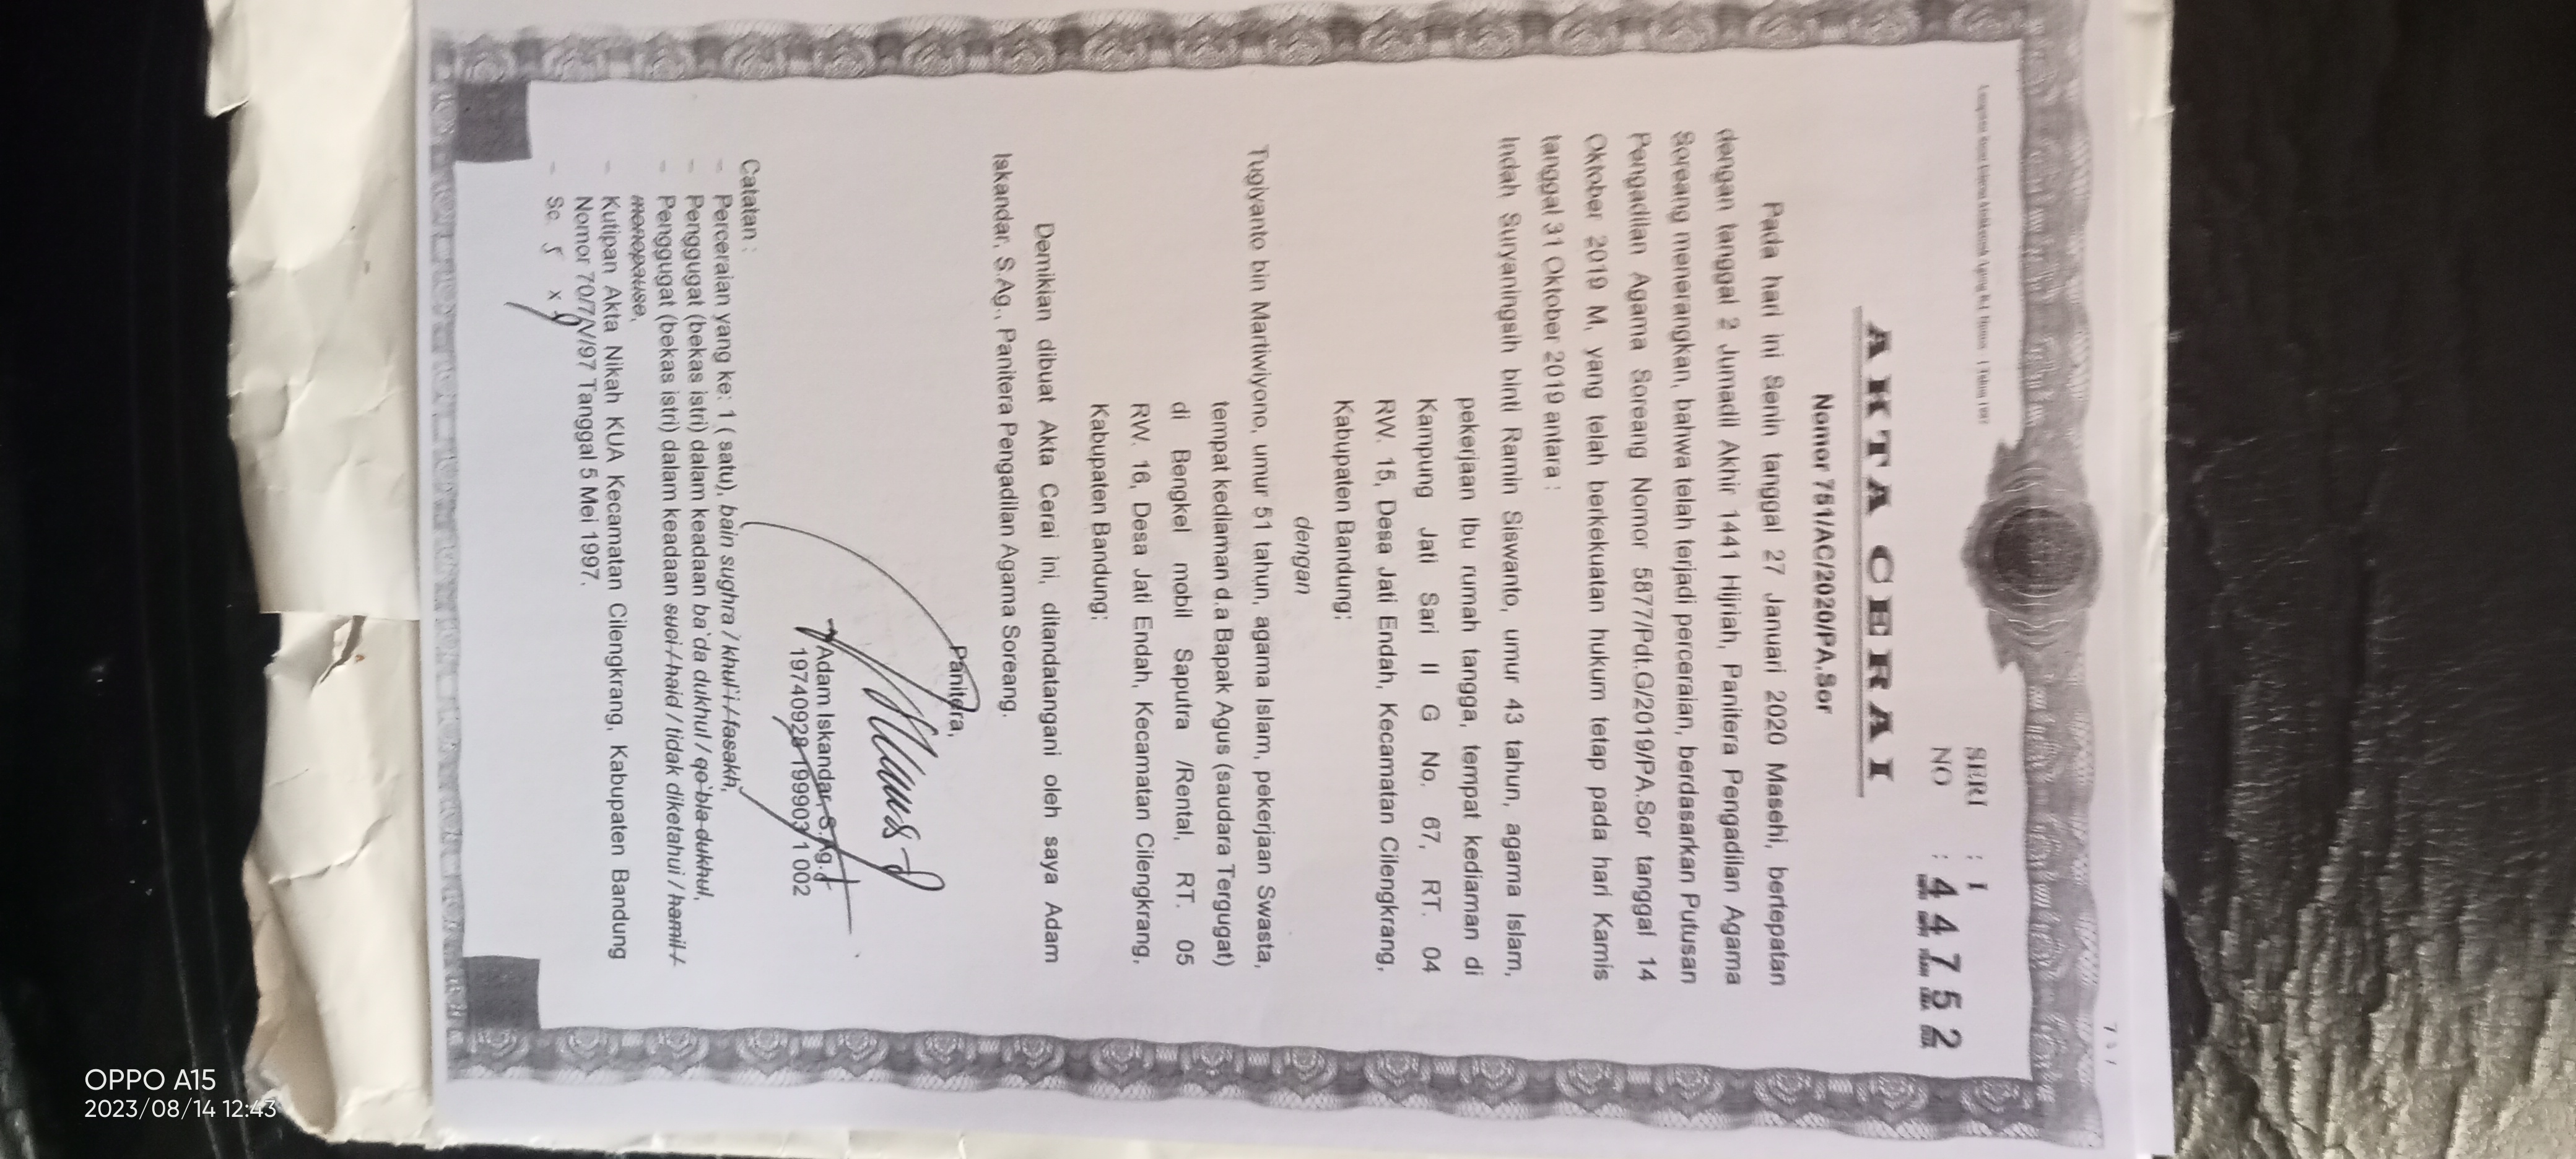 SERI : I
NO : 44752
AKTA CERAI
Nomor 751/AC/2020/PA.Sor
Pada hari ini Senin tanggal 27 Januari 2020 Masehi, bertepatan
dengan tanggal 2 Jumadil Akhir 1441 Hijriah, Panitera Pengadilan Agama
Soreang menerangkan, bahwa telah terjadi perceraian, berdasarkan Putusan
Pengadilan Agama Soreang Nomor 5877/Pdt.G/2019/PA.Sor tanggal 14
Oktober 2019 M, yang telah berkekuatan hukum tetap pada hari Kamis
tanggal 31 Oktober 2019 antara :
Indah Suryaningsih binti Ramin Siswanto, umur 43 tahun, agama Islam,
pekerjaan Ibu rumah tangga, tempat kediaman di
Kampung Jati Sari II G No. 67, RT. 04
RW. 15, Desa Jati Endah, Kecamatan Cilengkrang,
Kabupaten Bandung;
dengan
Tugiyanto bin Martiwiyono, umur 51 tahun, agama Islam, pekerjaan Swasta,
tempat kediaman d.a Bapak Agus (saudara Tergugat)
di Bengkel mobil Saputra /Rental, RT. 05
RW. 16, Desa Jati Endah, Kecamatan Cilengkrang,
Kabupaten Bandung;
Demikian dibuat Akta Cerai ini, ditandatangani oleh saya Adam
Iskandar, S.Ag., Panitera Pengadilan Agama Soreang.
Panitera,
Adam Iskandar, S.Ag.
19740928 199903 1 002
Catatan :
- Perceraian yang ke: 1 ( satu), bain sughra / khul'i / fasakh,
- Penggugat (bekas istri) dalam keadaan ba`da dukhul / qo`bla dukhul,
- Penggugat (bekas istri) dalam keadaan suci / haid / tidak diketahui / hamil /
menopause,
- Kutipan Akta Nikah KUA Kecamatan Cilengkrang, Kabupaten Bandung
Nomor 70/7/V/97 Tanggal 5 Mei 1997.
OPPO A15
2023/08/14 12:43